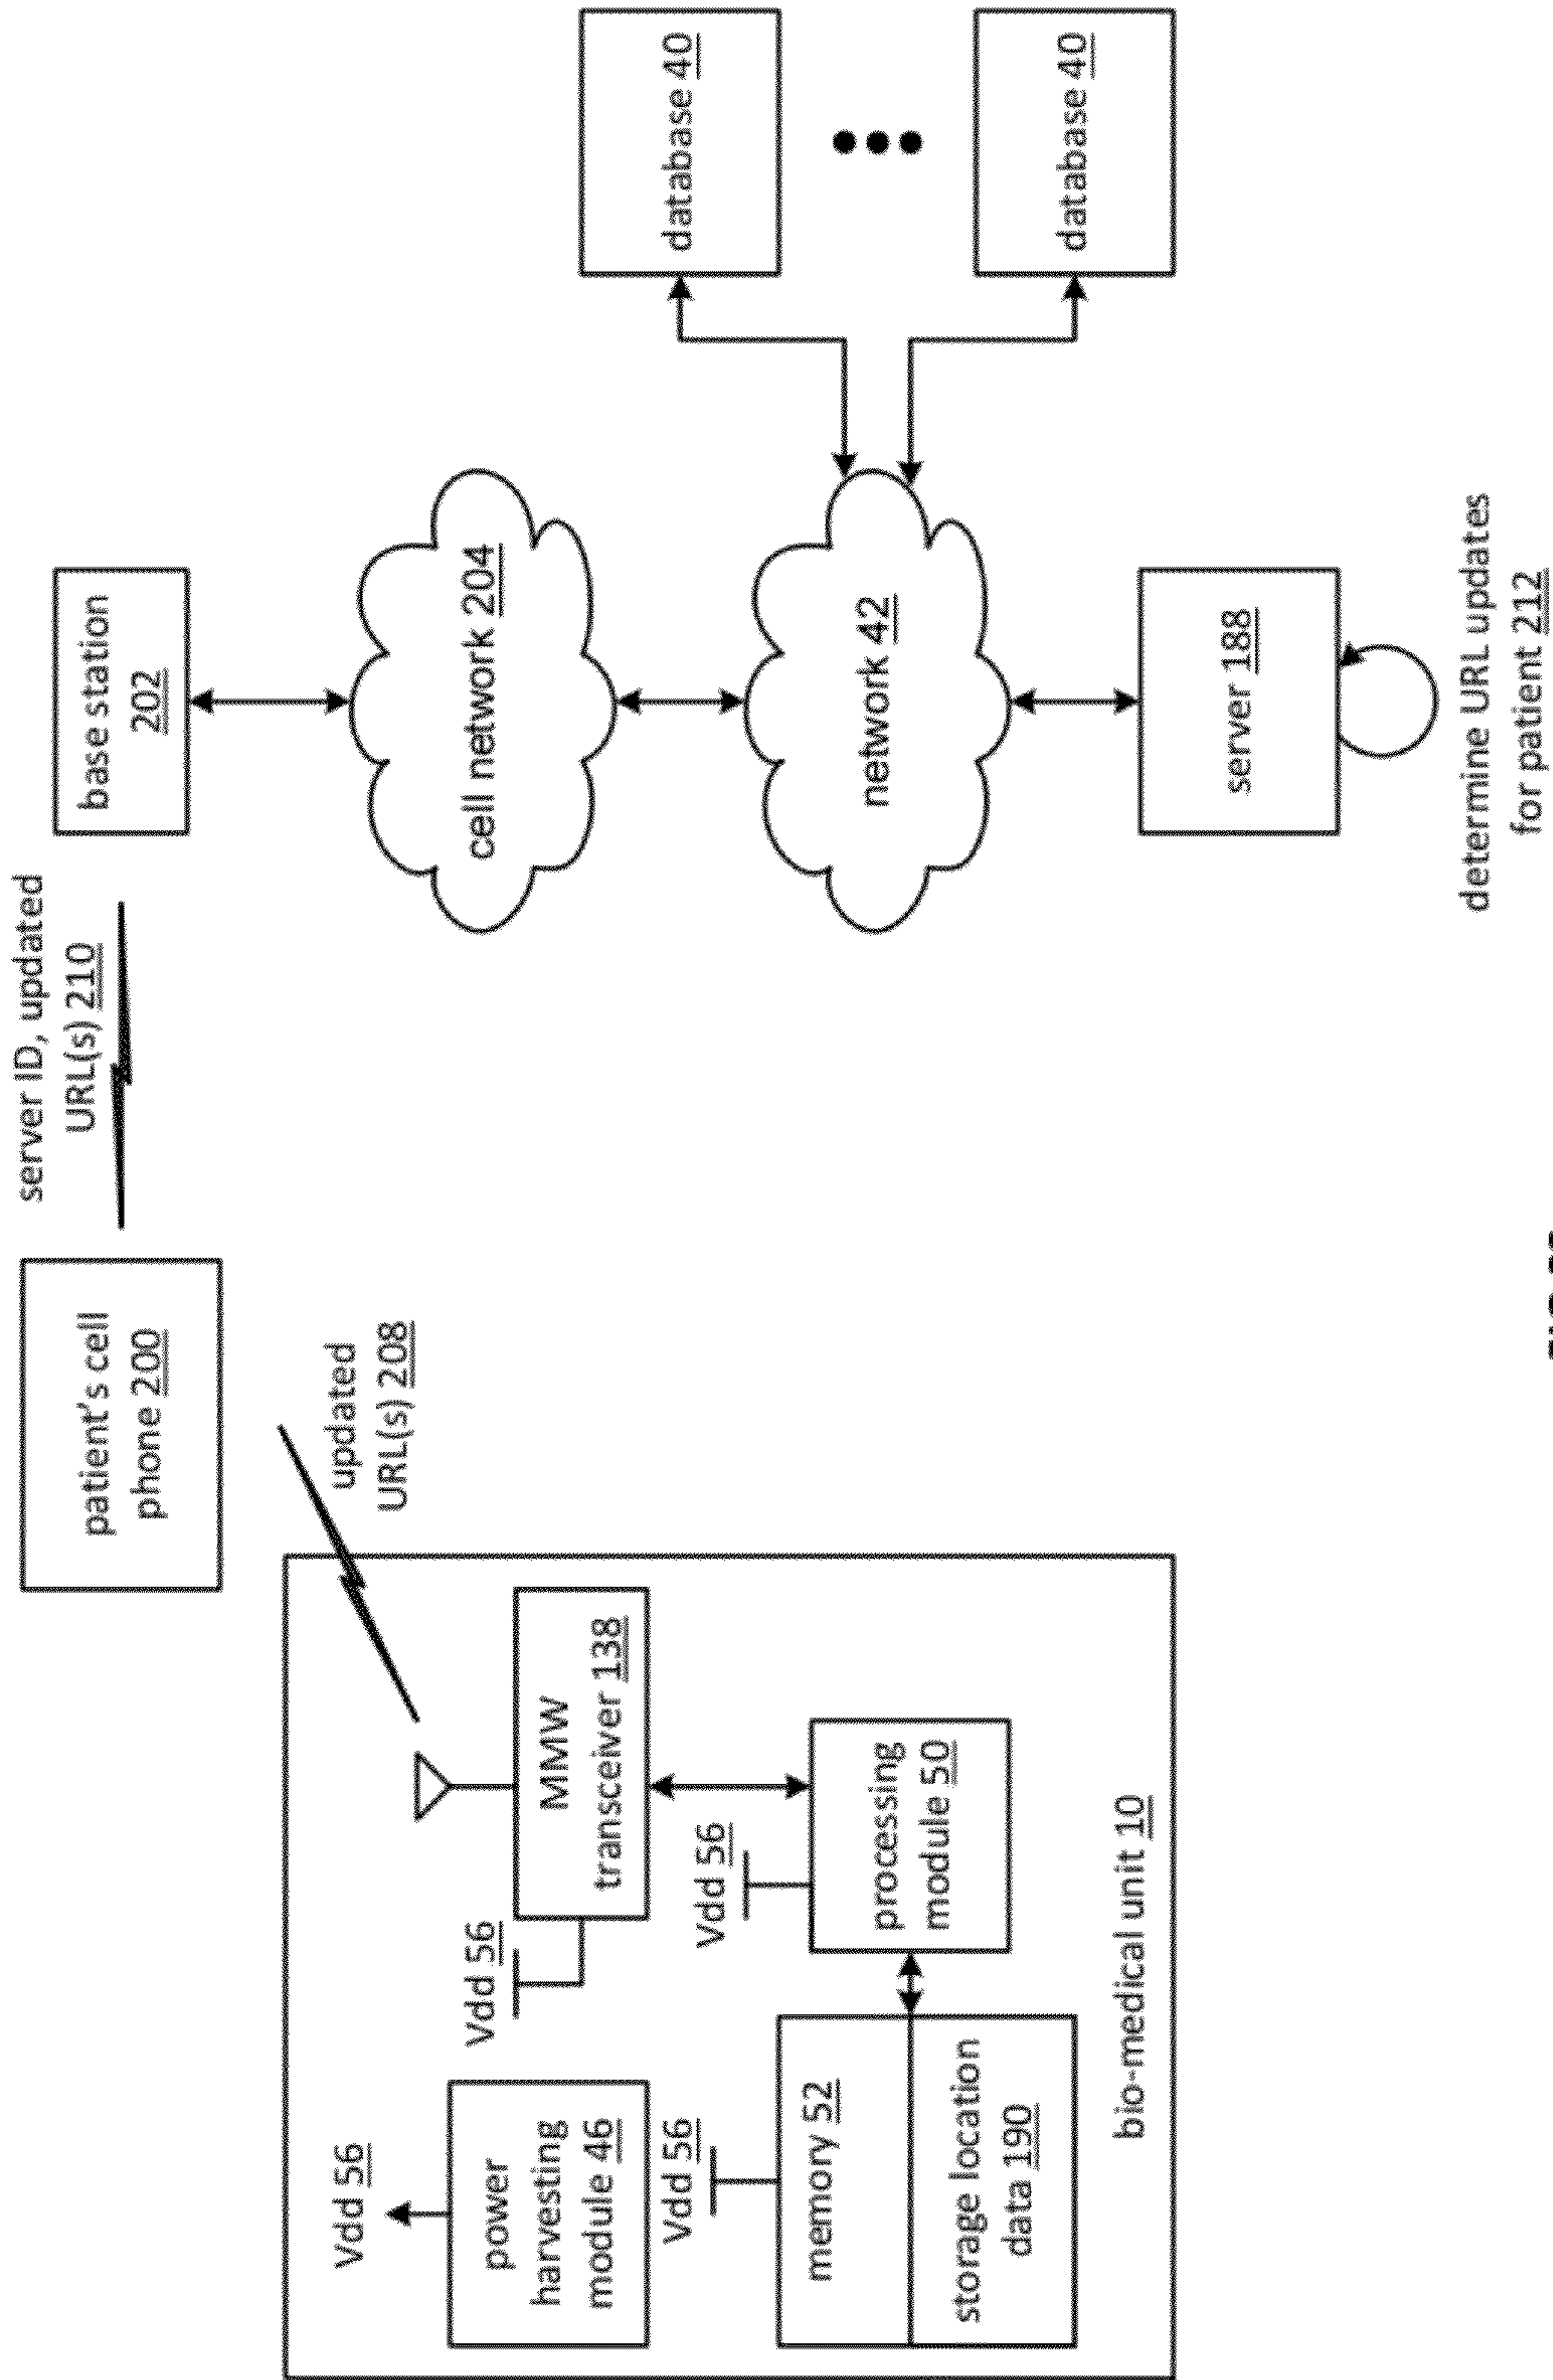 patient's cell
phone 200
server ID, updated
URL(s) 210
base station
202
updated
URL(s) 208
cell network 204
network 42
database 40
database 40
server 188
determine URL updates
for patient 212
Vdd 56
power
harvesting
module 46
Vdd 56
MMW
transceiver 138
Vdd 56
memory 52
storage location
data 190
Vdd 56
processing
module 50
bio-medical unit 10